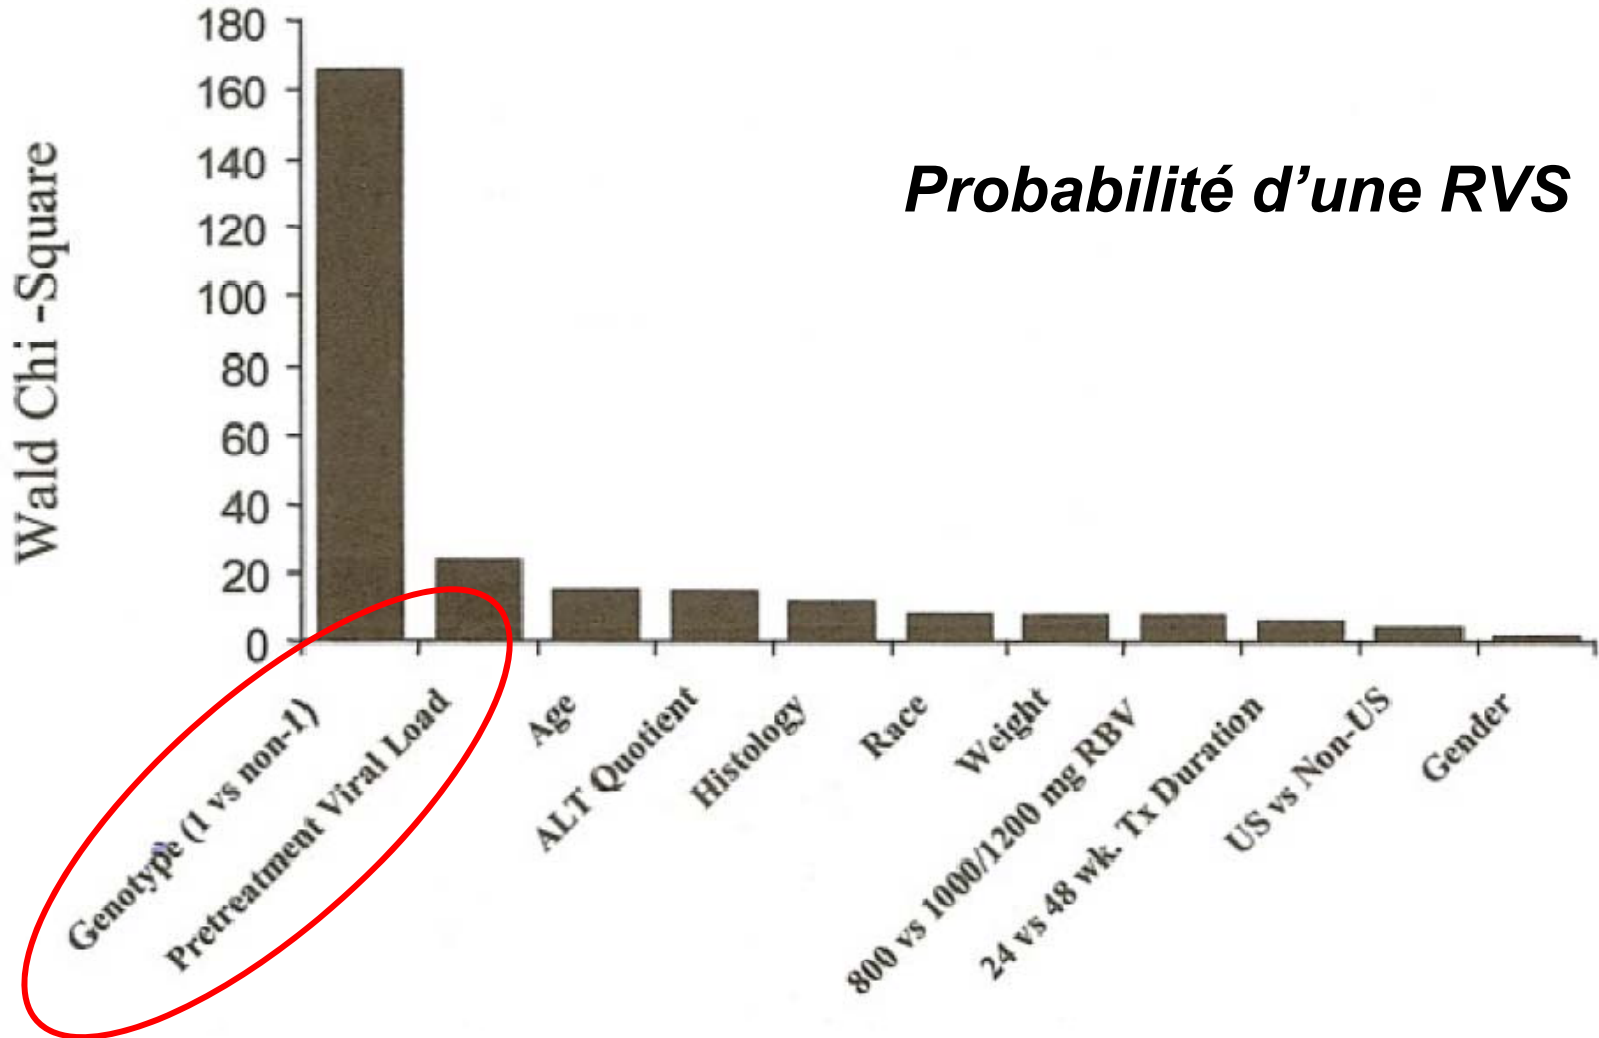 Probabilité d’une RVS
Wald Chi -Square
180
160
140
120
100
80
60
40
20
0
Genotype (1 vs non-1)
Pretreatment Viral Load
Age
ALT Quotient
Histology
Race
Weight
800 vs 1000/1200 mg RBV
24 vs 48 wk. Tx Duration
US vs Non-US
Gender